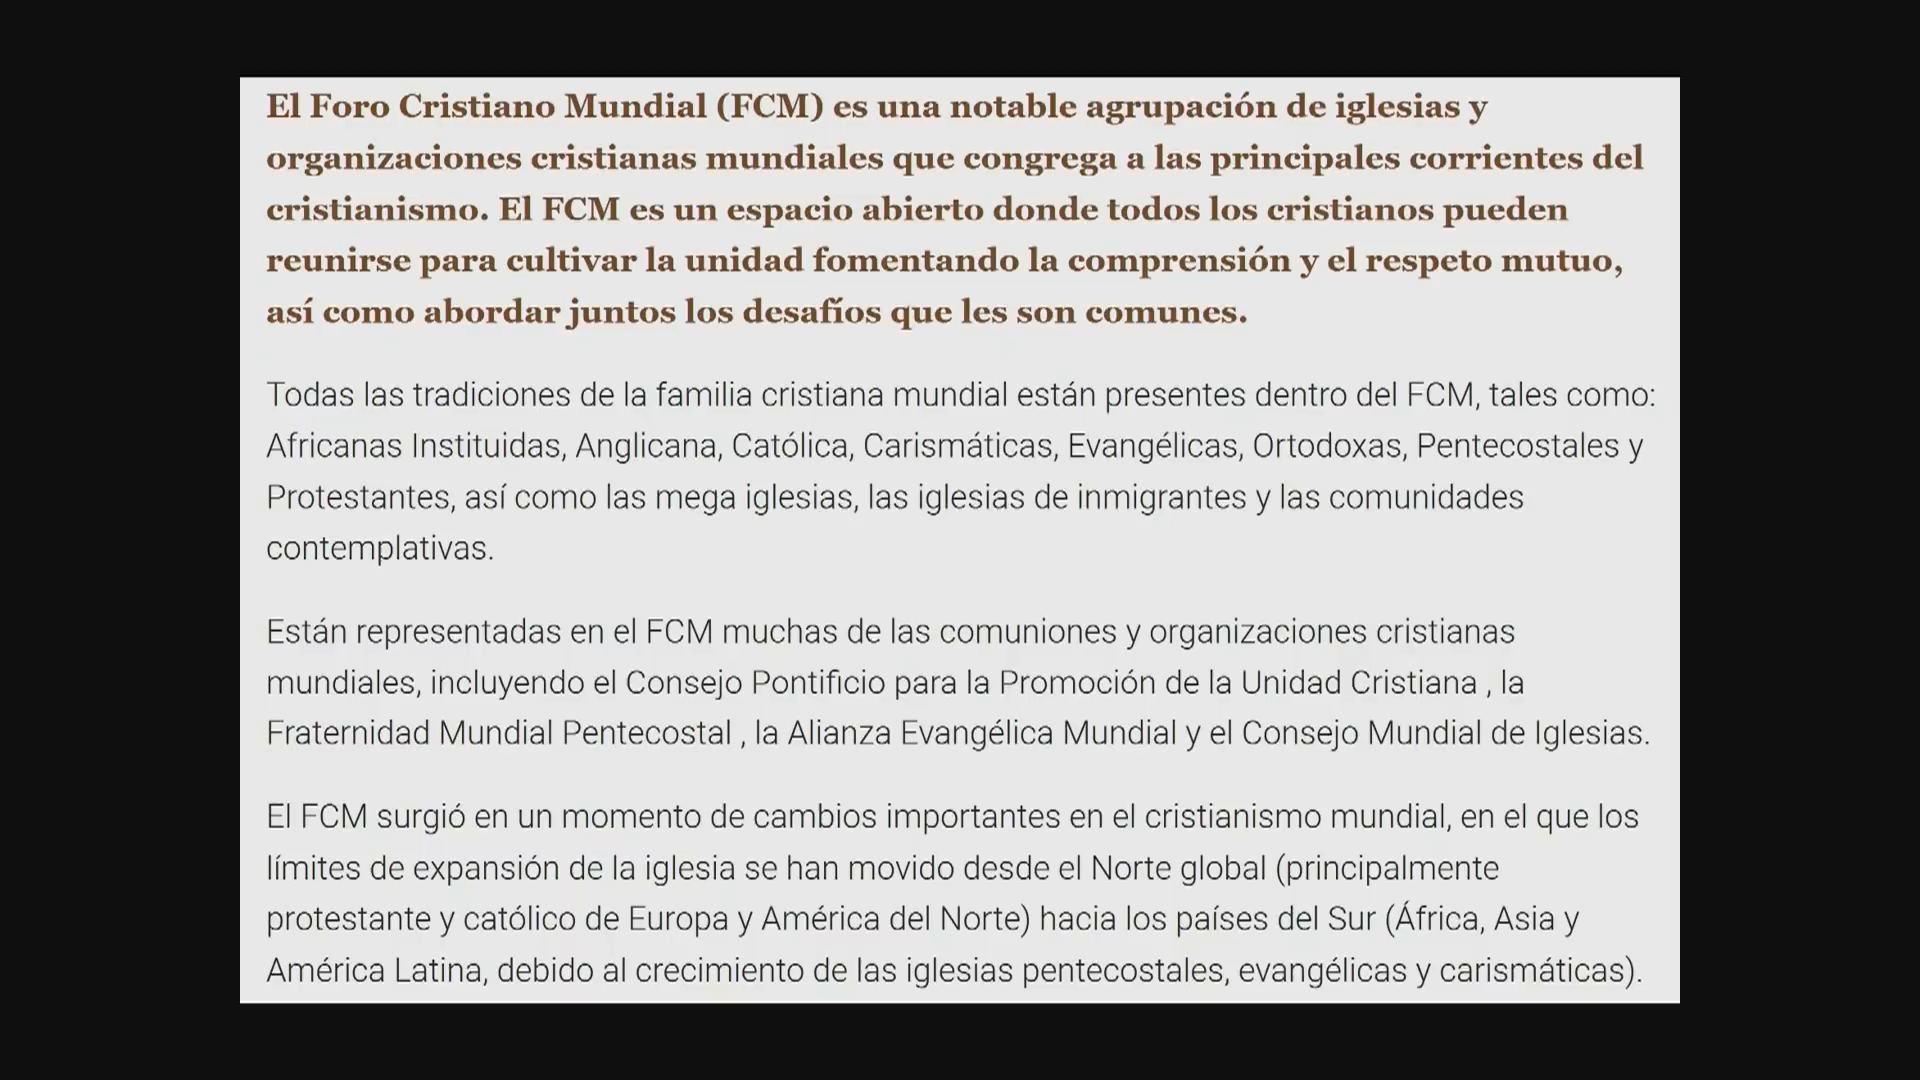 El Foro Cristiano Mundial (FCM) es una notable agrupación de iglesias y
organizaciones cristianas mundiales que congrega a las principales corrientes del
cristianismo. El FCM es un espacio abierto donde todos los cristianos pueden
reunirse para cultivar la unidad fomentando la comprensión y el respeto mutuo,
así como abordar juntos los desafíos que les son comunes.
Todas las tradiciones de la familia cristiana mundial están presentes dentro del FCM, tales como:
Africanas Instituidas, Anglicana, Católica, Carismáticas, Evangélicas, Ortodoxas, Pentecostales y
Protestantes, así como las mega iglesias, las iglesias de inmigrantes y las comunidades
contemplativas.
Están representadas en el FCM muchas de las comuniones y organizaciones cristianas
mundiales, incluyendo el Consejo Pontificio para la Promoción de la Unidad Cristiana , la
Fraternidad Mundial Pentecostal , la Alianza Evangélica Mundial y el Consejo Mundial de Iglesias.
El FCM surgió en un momento de cambios importantes en el cristianismo mundial, en el que los
límites de expansión de la iglesia se han movido desde el Norte global (principalmente
protestante y católico de Europa y América del Norte) hacia los países del Sur (África, Asia y
América Latina, debido al crecimiento de las iglesias pentecostales, evangélicas y carismáticas).